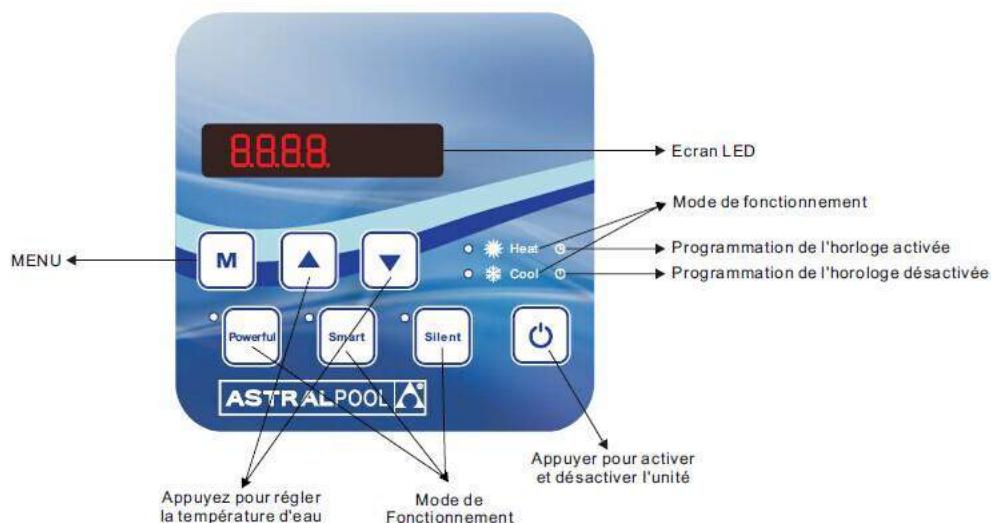 8.8.8.8.
Ecran LED
Mode de fonctionnement
MENU
M
Heat
Programmation de l'horloge activée
Cool
Programmation de l'horologe désactivée
Powerful
Smart
Silent
ASTRALPOOL
Appuyer pour activer
et désactiver l'unité
Appuyez pour régler
la température d'eau
Mode de
Fonctionnement